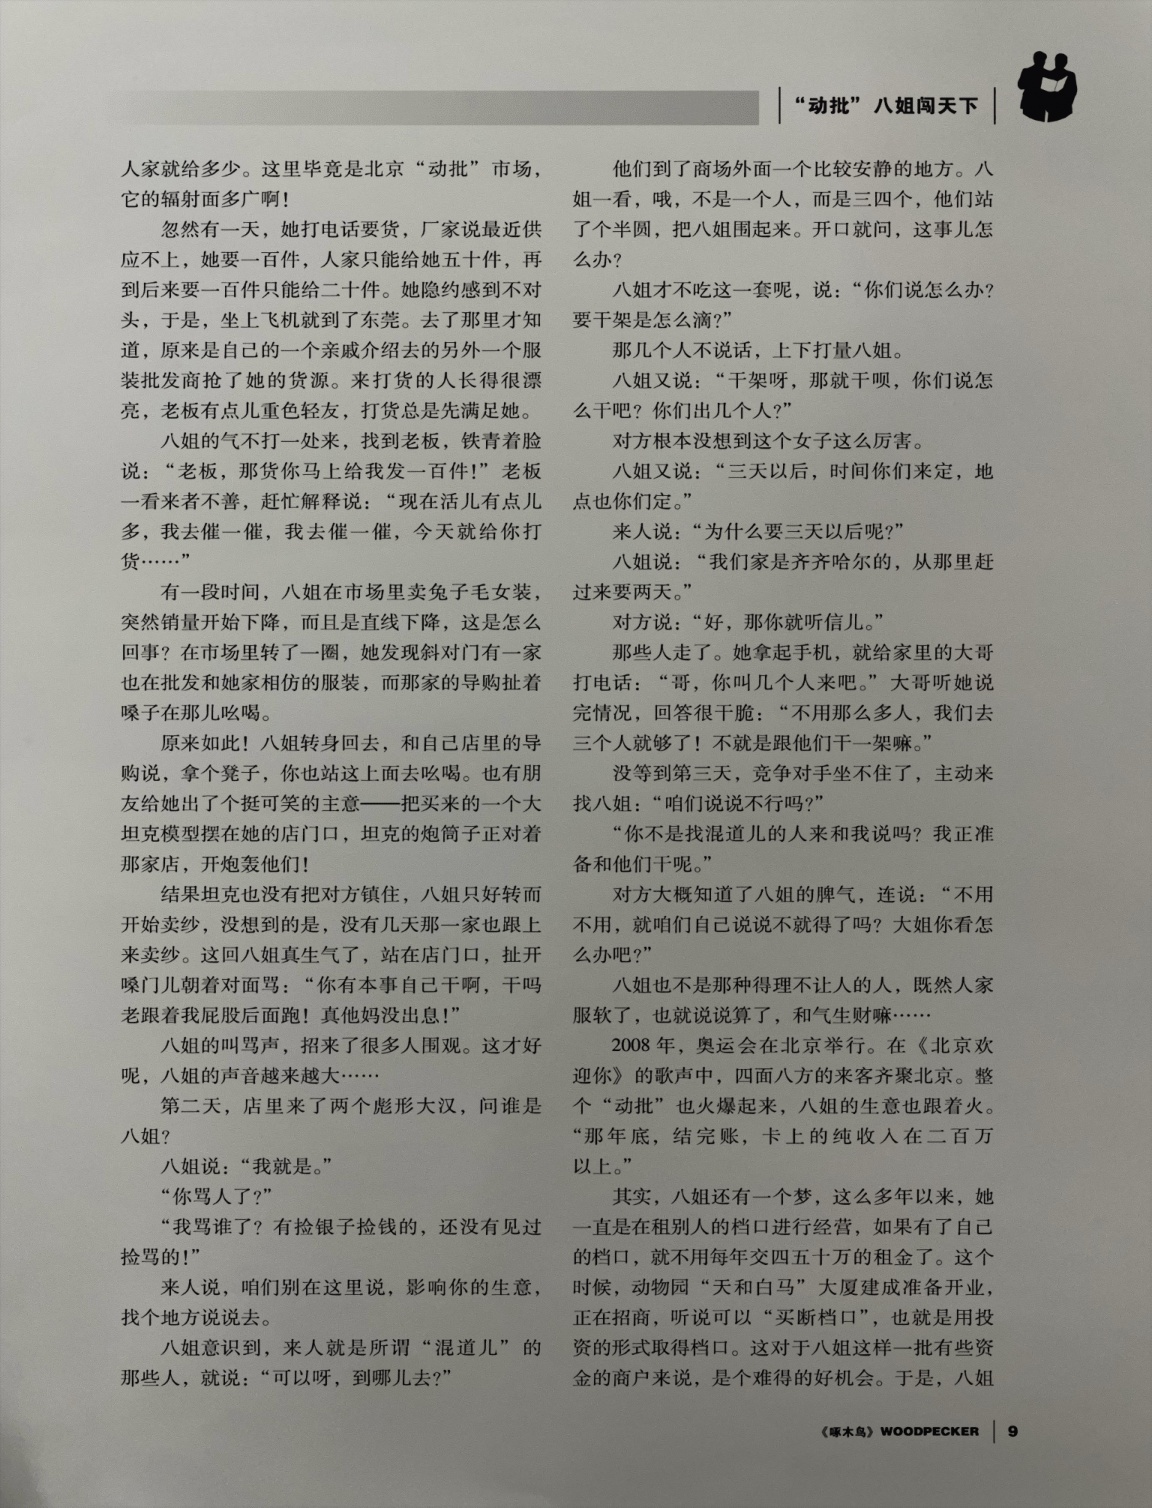 “动批”八姐闯天下
人家就给多少。这里毕竟是北京“动批”市场，
它的辐射面多广啊！
忽然有一天，她打电话要货，厂家说最近供
应不上，她要一百件，人家只能给她五十件，再
到后来要一百件只能给二十件。她隐约感到不对
头，于是，坐上飞机就到了东莞。去了那里才知
道，原来是自己的一个亲戚介绍去的另外一个服
装批发商抢了她的货源。来打货的人长得很漂
亮，老板有点儿重色轻友，打货总是先满足她。
八姐的气不打一处来，找到老板，铁青着脸
说：“老板，那货你马上给我发一百件！”老板
一看来者不善，赶忙解释说：“现在活儿有点儿
多，我去催一催，我去催一催，今天就给你打
货……”
有一段时间，八姐在市场里卖兔子毛女装，
突然销量开始下降，而且是直线下降，这是怎么
回事？在市场里转了一圈，她发现斜对门有一家
也在批发和她家相仿的服装，而那家的导购扯着
嗓子在那儿吆喝。
原来如此！八姐转身回去，和自己店里的导
购说，拿个凳子，你也站这上面去吆喝。也有朋
友给她出了个挺可笑的主意——把买来的一个大
坦克模型摆在她的店门口，坦克的炮筒子正对着
那家店，开炮轰他们！
结果坦克也没有把对方镇住，八姐只好转而
开始卖纱，没想到的是，没有几天那一家也跟上
来卖纱。这回八姐真生气了，站在店门口，扯开
嗓门儿朝着对面骂：“你有本事自己干啊，干吗
老跟着我屁股后面跑！真他妈没出息！”
八姐的叫骂声，招来了很多人围观。这才好
呢，八姐的声音越来越大……
第二天，店里来了两个彪形大汉，问谁是
八姐？
八姐说：“我就是。”
“你骂人了？”
“我骂谁了？有捡银子捡钱的，还没有见过
捡骂的！”
来人说，咱们别在这里说，影响你的生意，
找个地方说说去。
八姐意识到，来人就是所谓“混道儿”的
那些人，就说：“可以呀，到哪儿去？”
他们到了商场外面一个比较安静的地方。八
姐一看，哦，不是一个人，而是三四个，他们站
了个半圆，把八姐围起来。开口就问，这事儿怎
么办？
八姐才不吃这一套呢，说：“你们说怎么办？
要干架是怎么滴？”
那几个人不说话，上下打量八姐。
八姐又说：“干架呀，那就干呗，你们说怎
么干吧？你们出几个人？”
对方根本没想到这个女子这么厉害。
八姐又说：“三天以后，时间你们来定，地
点也你们定。”
来人说：“为什么要三天以后呢？”
八姐说：“我们家是齐齐哈尔的，从那里赶
过来要两天。”
对方说：“好，那你就听信儿。”
那些人走了。她拿起手机，就给家里的大哥
打电话：“哥，你叫几个人来吧。”大哥听她说
完情况，回答很干脆：“不用那么多人，我们去
三个人就够了！不就是跟他们干一架嘛。”
没等到第三天，竞争对手坐不住了，主动来
找八姐：“咱们说说不行吗？”
“你不是找混道儿的人来和我说吗？我正准
备和他们干呢。”
对方大概知道了八姐的脾气，连说：“不用
不用，就咱们自己说说不就得了吗？大姐你看怎
么办吧？”
八姐也不是那种得理不让人的人，既然人家
服软了，也就说说算了，和气生财嘛……
2008 年，奥运会在北京举行。在《北京欢
迎你》的歌声中，四面八方的来客齐聚北京。整
个“动批”也火爆起来，八姐的生意也跟着火。
“那年底，结完账，卡上的纯收入在二百万
以上。”
其实，八姐还有一个梦，这么多年以来，她
一直是在租别人的档口进行经营，如果有了自己
的档口，就不用每年交四五十万的租金了。这个
时候，动物园“天和白马”大厦建成准备开业，
正在招商，听说可以“买断档口”，也就是用投
资的形式取得档口。这对于八姐这样一批有些资
金的商户来说，是个难得的好机会。于是，八姐
《啄木鸟》WOODPECKER 9